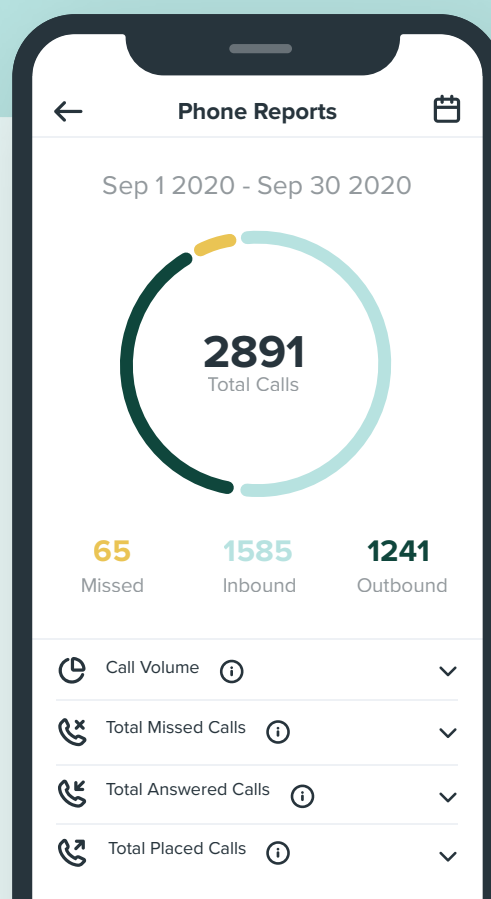 Phone Reports
Sep 1 2020 - Sep 30 2020
2891
Total Calls
65 1585 1241
Missed Inbound Outbound
Call Volume
Total Missed Calls
Total Answered Calls
Total Placed Calls